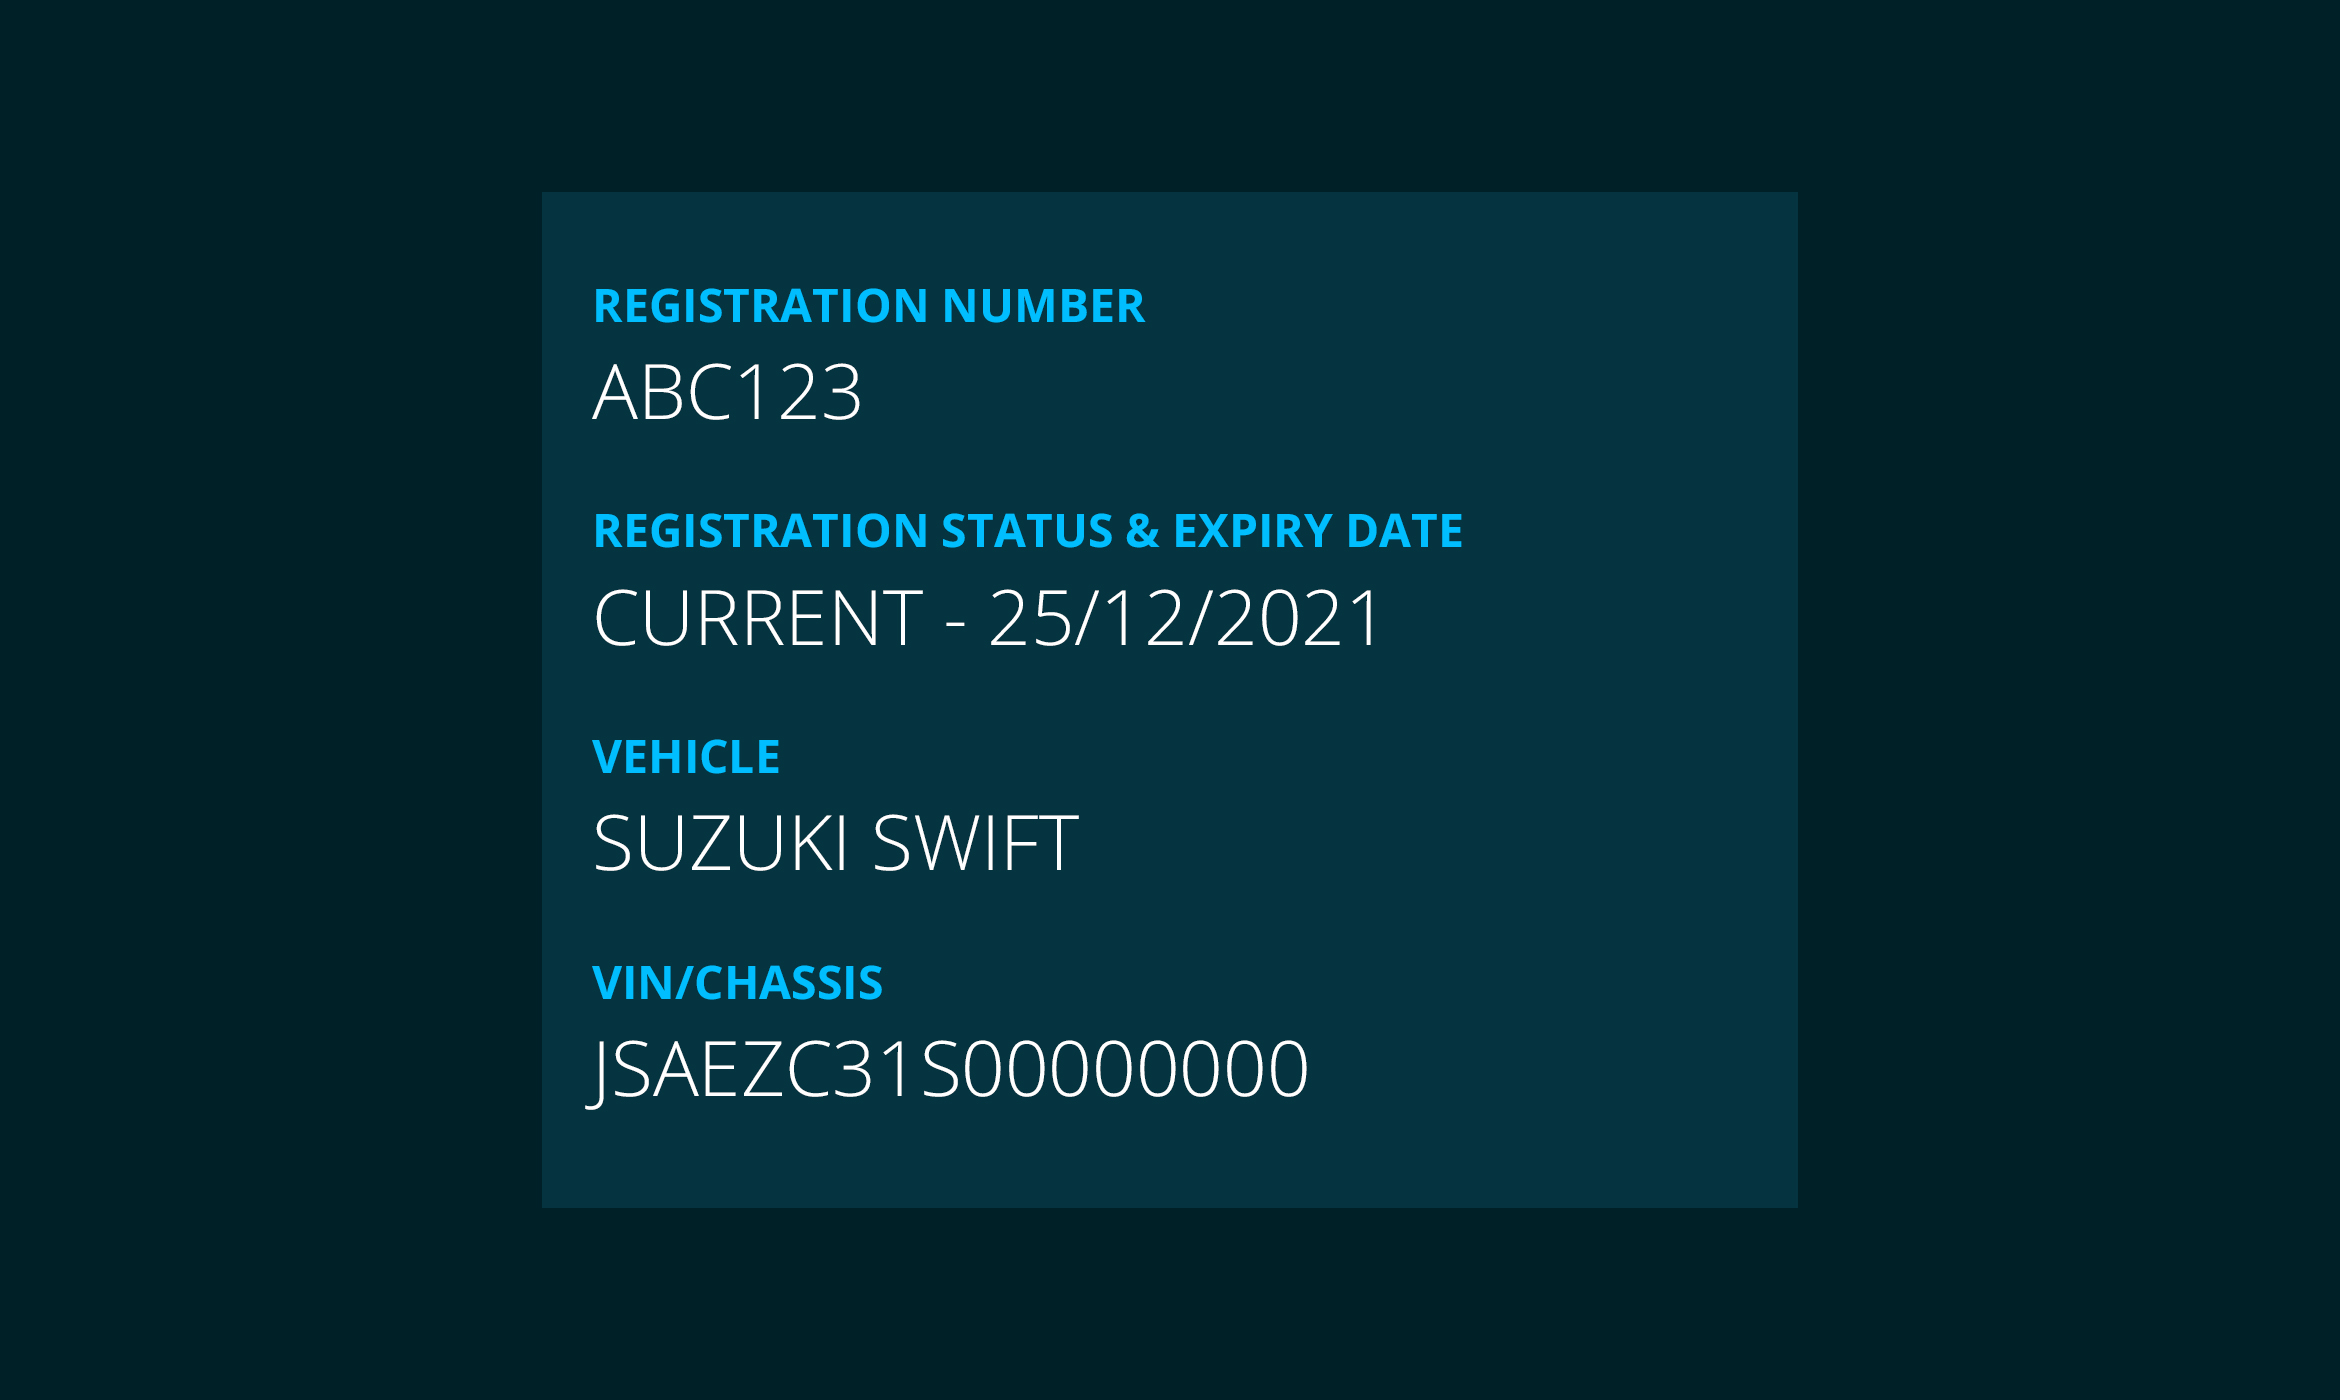 REGISTRATION NUMBER
ABC123
REGISTRATION STATUS & EXPIRY DATE
CURRENT - 25/12/2021
VEHICLE
SUZUKI SWIFT
VIN/CHASSIS
JSAEZC31S00000000